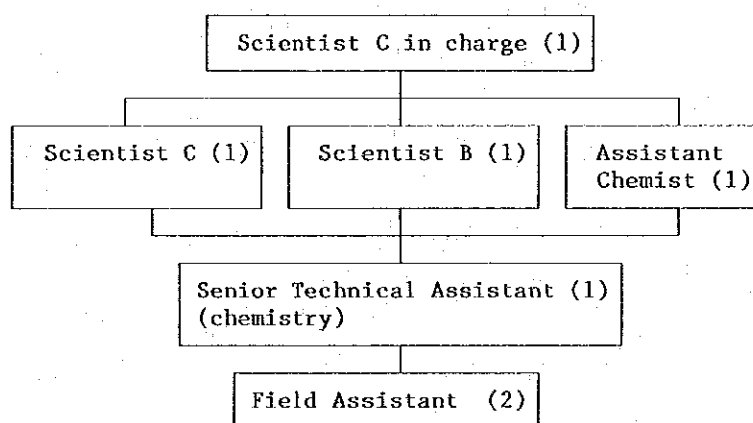 Scientist C in charge (1)
Scientist C (1)
Scientist B (1)
Assistant
Chemist (1)
Senior Technical Assistant (1)
(chemistry)
Field Assistant (2)